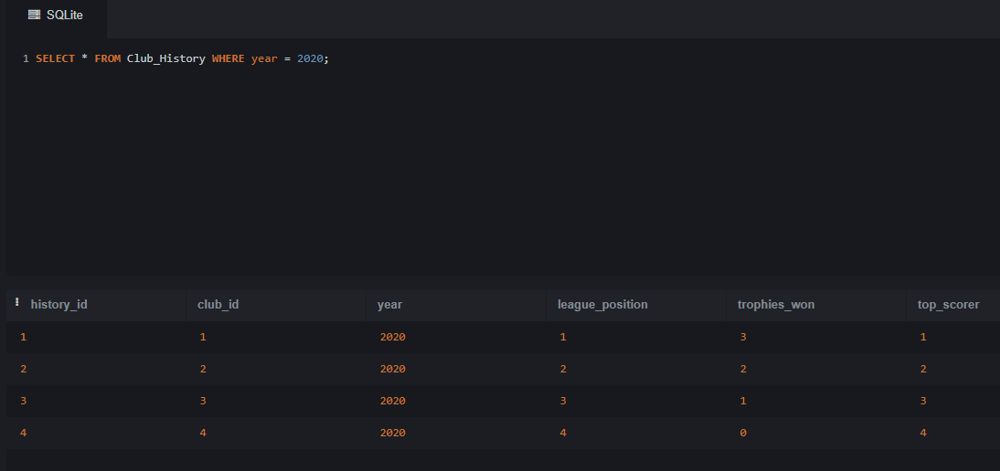 SQLite
1 SELECT * FROM Club_History WHERE year = 2020;
history_id club_id year league_position trophies_won top_scorer
1 1 2020 1 3 1
2 2 2020 2 2 2
3 3 2020 3 1 3
4 4 2020 4 0 4